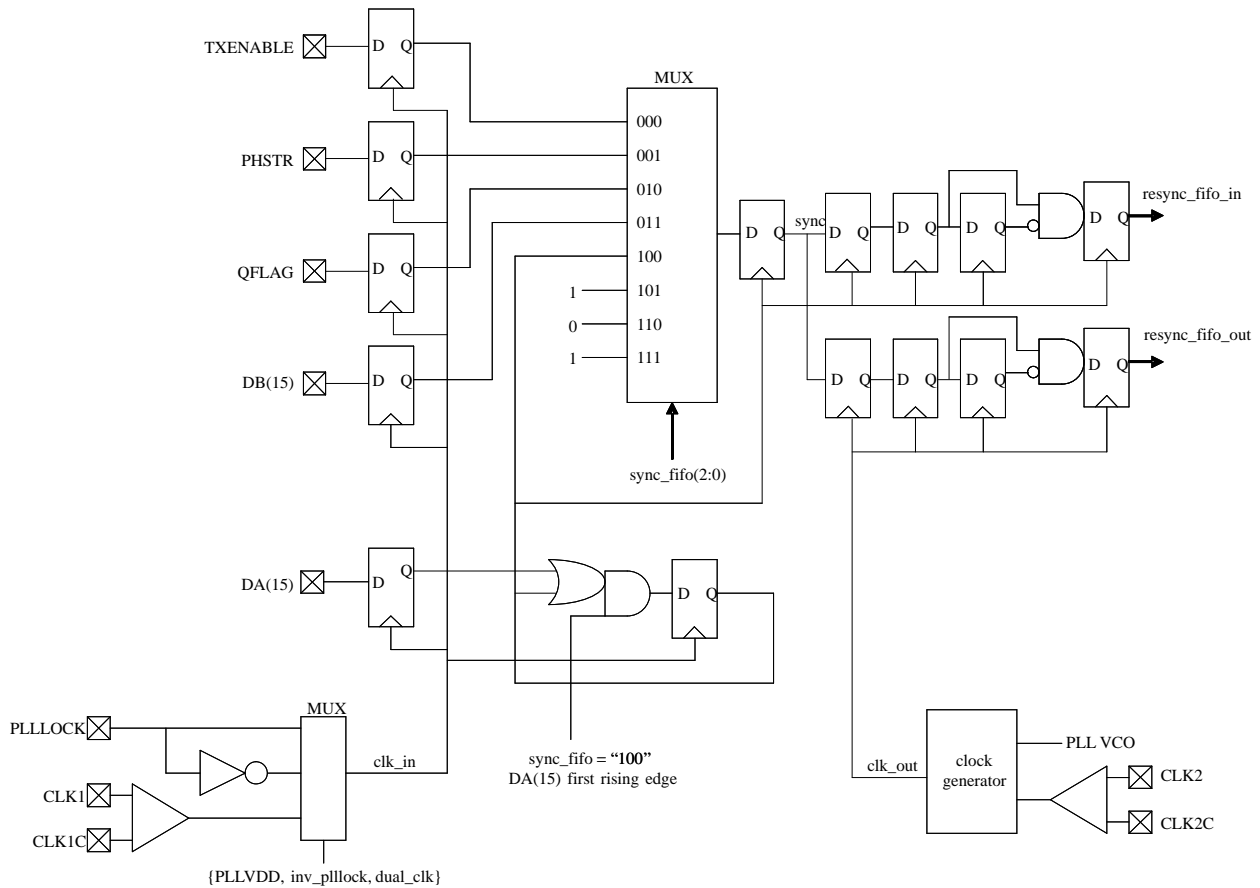 TXENABLE
D Q
MUX
000
PHSTR
D Q
001
010
011
100
1
101
0
110
1
111
QFLAG
D Q
DB(15)
D Q
D Q
sync
D Q
D Q
D Q
D Q
resync_fifo_in
D Q
D Q
D Q
D Q
resync_fifo_out
sync_fifo(2:0)
DA(15)
D Q
D Q
sync_fifo = “100”
DA(15) first rising edge
PLLLOCK
MUX
clk_in
CLK1
CLK1C
{PLLVDD, inv_plllock, dual_clk}
clk_out
clock
generator
PLL VCO
CLK2
CLK2C